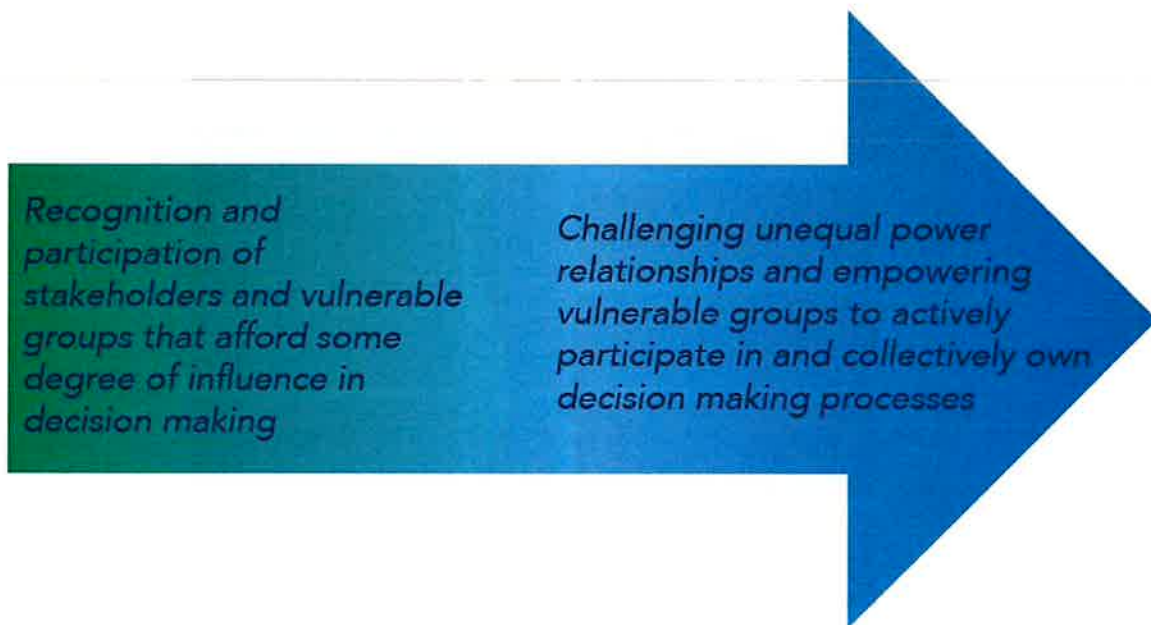 Recognition and
participation of
stakeholders and vulnerable
groups that afford some
degree of influence in
decision making
Challenging unequal power
relationships and empowering
vulnerable groups to actively
participate in and collectively own
decision making processes